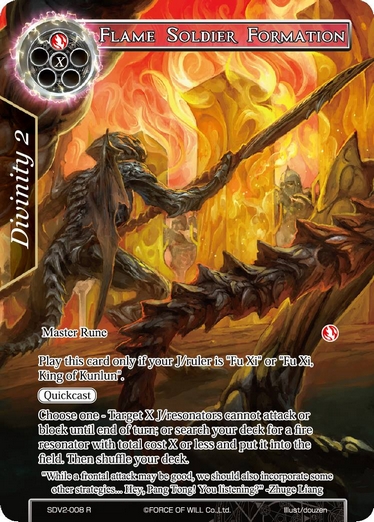 Flame Soldier Formation
X
Divinity 2
Master Rune
Play this card only if your J/ruler is "Fu Xi" or "Fu Xi,
King of Kunlun".
Quickcast
Choose one - Target X J/resonators cannot attack or
block until end of turn; or search your deck for a fire
resonator with total cost X or less and put it into the
field. Then shuffle your deck.
"While a frontal attack may be good, we should also incorporate some
other strategies... Hey, Pang Tong! You listening?" -Zhuge Liang
SDV2-008 R ©FORCE OF WILL Co.,Ltd. Illust/douzen